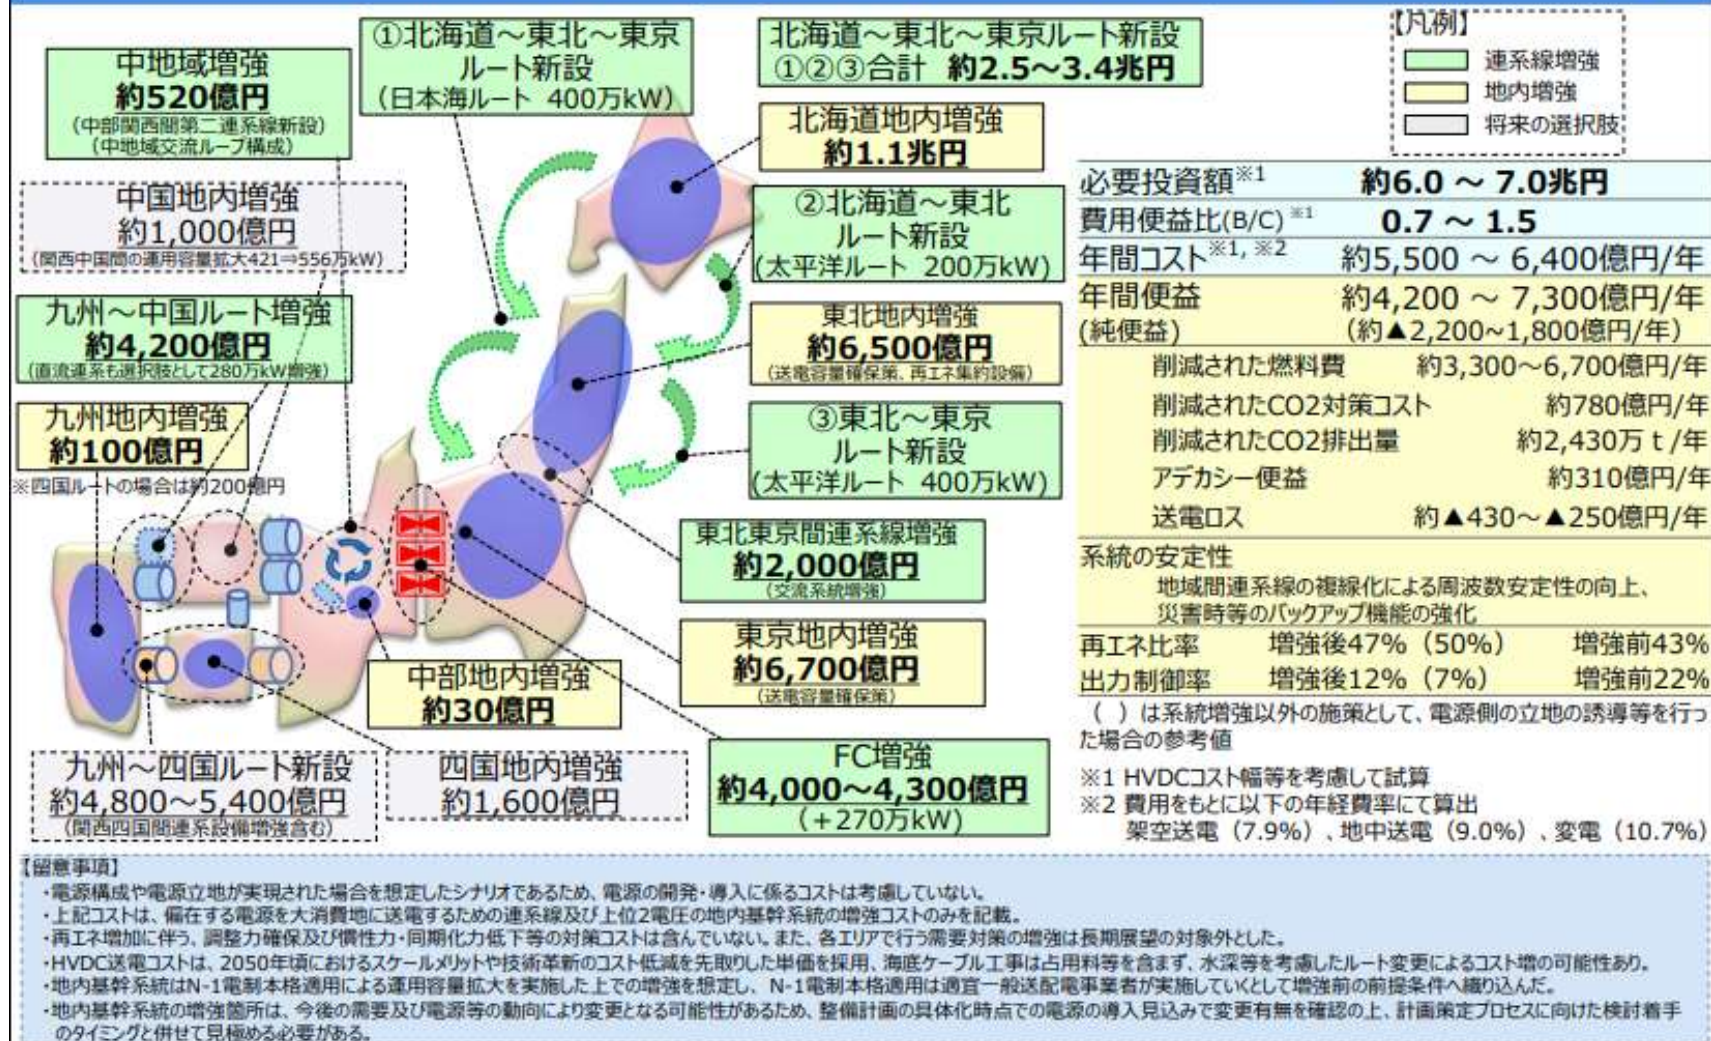 中地域増強
約520億円
（中部関西間第二連系線新設）
（中地域交流ループ構成）
①北海道～東北～東京
ルート新設
（日本海ルート 400万kW）
北海道～東北～東京ルート新設
①②③合計 約2.5～3.4兆円
【凡例】
連系線増強
地内増強
将来の選択肢
北海道地内増強
約1.1兆円
中国地内増強
約1,000億円
（関西中国間の運用容量拡大421⇒556万kW）
②北海道～東北
ルート新設
（太平洋ルート 200万kW）
九州～中国ルート増強
約4,200億円
（直流連系も選択肢として280万kW増強）
東北地内増強
約6,500億円
（送電容量確保策、再エネ集約設備）
九州地内増強
約100億円
※四国ルートの場合は約200億円
③東北～東京
ルート新設
（太平洋ルート 400万kW）
東北東京間連系線増強
約2,000億円
（交流系統増強）
東京地内増強
約6,700億円
（送電容量確保策）
中部地内増強
約30億円
九州～四国ルート新設
約4,800～5,400億円
（関西四国間連系設備増強含む）
四国地内増強
約1,600億円
FC増強
約4,000～4,300億円
（＋270万kW）
必要投資額※1 約6.0 ～ 7.0兆円
費用便益比(B/C) ※1 0.7 ～ 1.5
年間コスト※1, ※2 約5,500 ～ 6,400億円/年
年間便益 約4,200 ～ 7,300億円/年
(純便益) （約▲2,200~1,800億円/年）
削減された燃料費 約3,300～6,700億円/年
削減されたCO2対策コスト 約780億円/年
削減されたCO2排出量 約2,430万ｔ/年
アデカシー便益 約310億円/年
送電ロス 約▲430～▲250億円/年
系統の安定性
地域間連系線の複線化による周波数安定性の向上、
災害時等のバックアップ機能の強化
再エネ比率 増強後47%（50%） 増強前43%
出力制御率 増強後12%（7%） 増強前22%
（ ）は系統増強以外の施策として、電源側の立地の誘導等を行っ
た場合の参考値
※1 HVDCコスト幅等を考慮して試算
※2 費用をもとに以下の年経費率にて算出
架空送電（7.9%）、地中送電（9.0%）、変電（10.7%）
【留意事項】
・電源構成や電源立地が実現された場合を想定したシナリオであるため、電源の開発・導入に係るコストは考慮していない。
・上記コストは、偏在する電源を大消費地に送電するための連系線及び上位2電圧の地内基幹系統の増強コストのみを記載。
・再エネ増加に伴う、調整力確保及び慣性力・同期化力低下等の対策コストは含んでいない。また、各エリアで行う需要対策の増強は長期展望の対象外とした。
・HVDC送電コストは、2050年頃におけるスケールメリットや技術革新のコスト低減を先取りした単価を採用、海底ケーブル工事は占用料等を含まず、水深等を考慮したルート変更によるコスト増の可能性あり。
・地内基幹系統はN-1電制本格適用による運用容量拡大を実施した上での増強を想定し、N-1電制本格適用は適宜一般送配電事業者が実施していくとして増強前の前提条件へ織り込んだ。
・地内基幹系統の増強箇所は、今後の需要及び電源等の動向により変更となる可能性があるため、整備計画の具体化時点での電源の導入見込みで変更有無を確認の上、計画策定プロセスに向けた検討着手
のタイミングと併せて見極める必要がある。